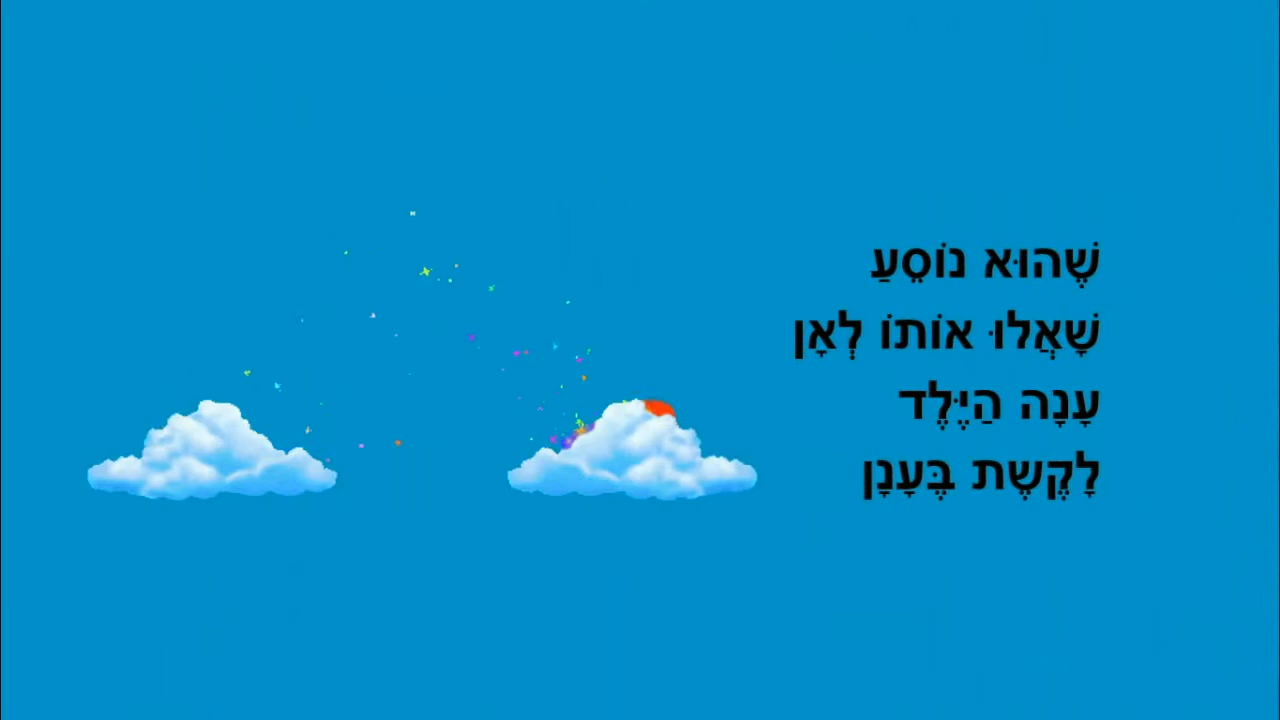 שֶׁהוּא נוֹסֵעַ
שָׁאֲלוּ אוֹתוֹ לְאָן
עָנָה הַיֶּלֶד
לַקֶּשֶׁת בֶּעָנָן